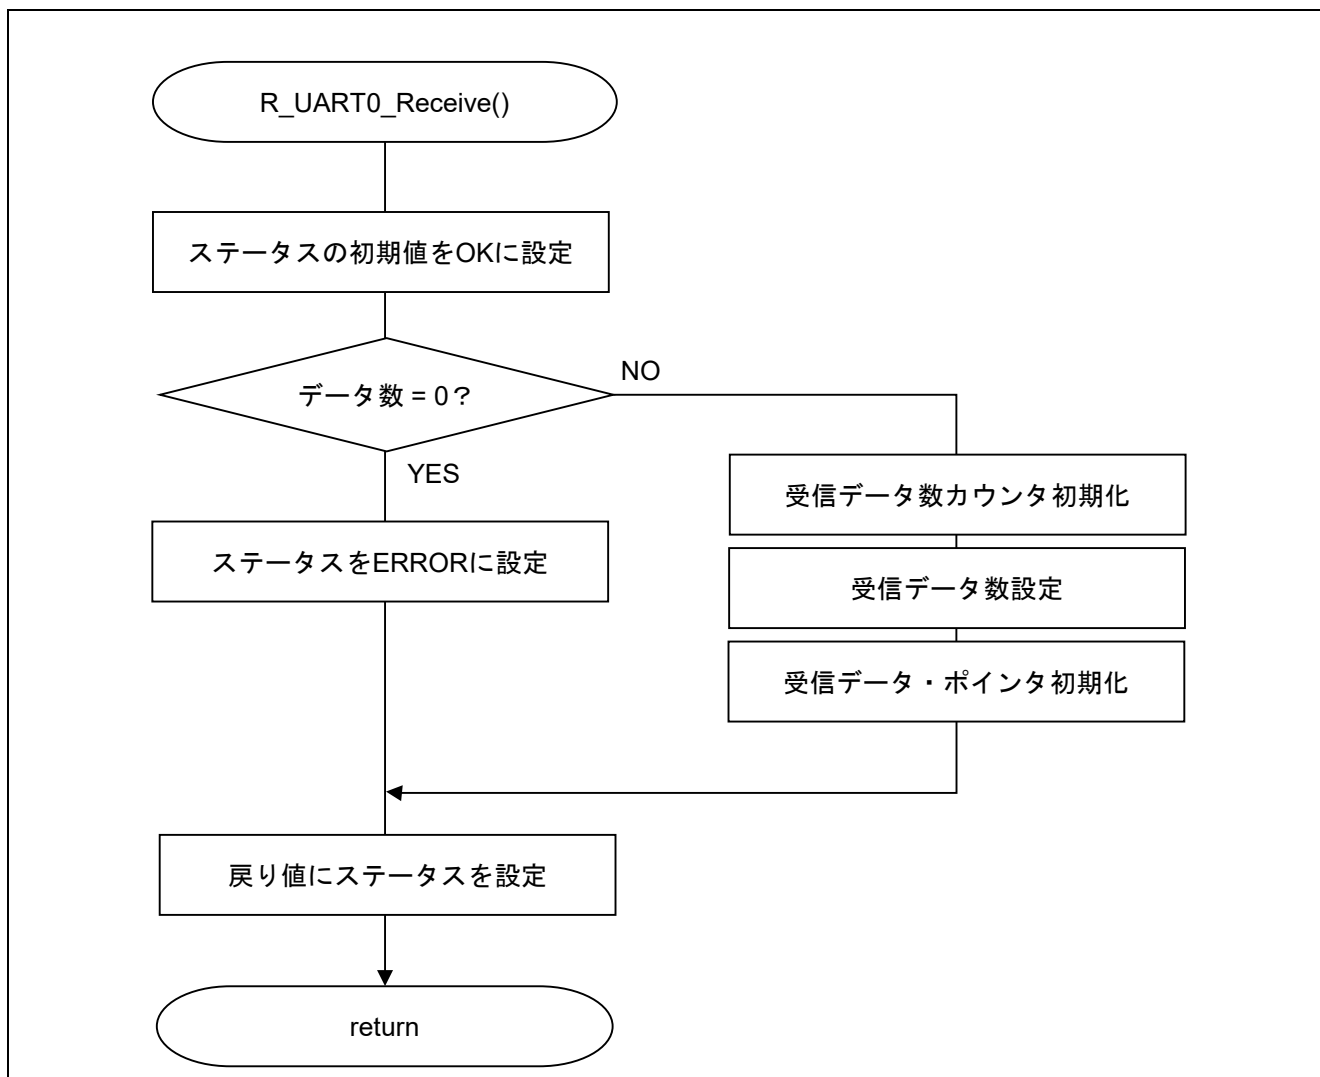 R_UART0_Receive()
ステータスの初期値をOKに設定
データ数 = 0？
NO
YES
受信データ数カウンタ初期化
ステータスをERRORに設定
受信データ数設定
受信データ・ポインタ初期化
戻り値にステータスを設定
return